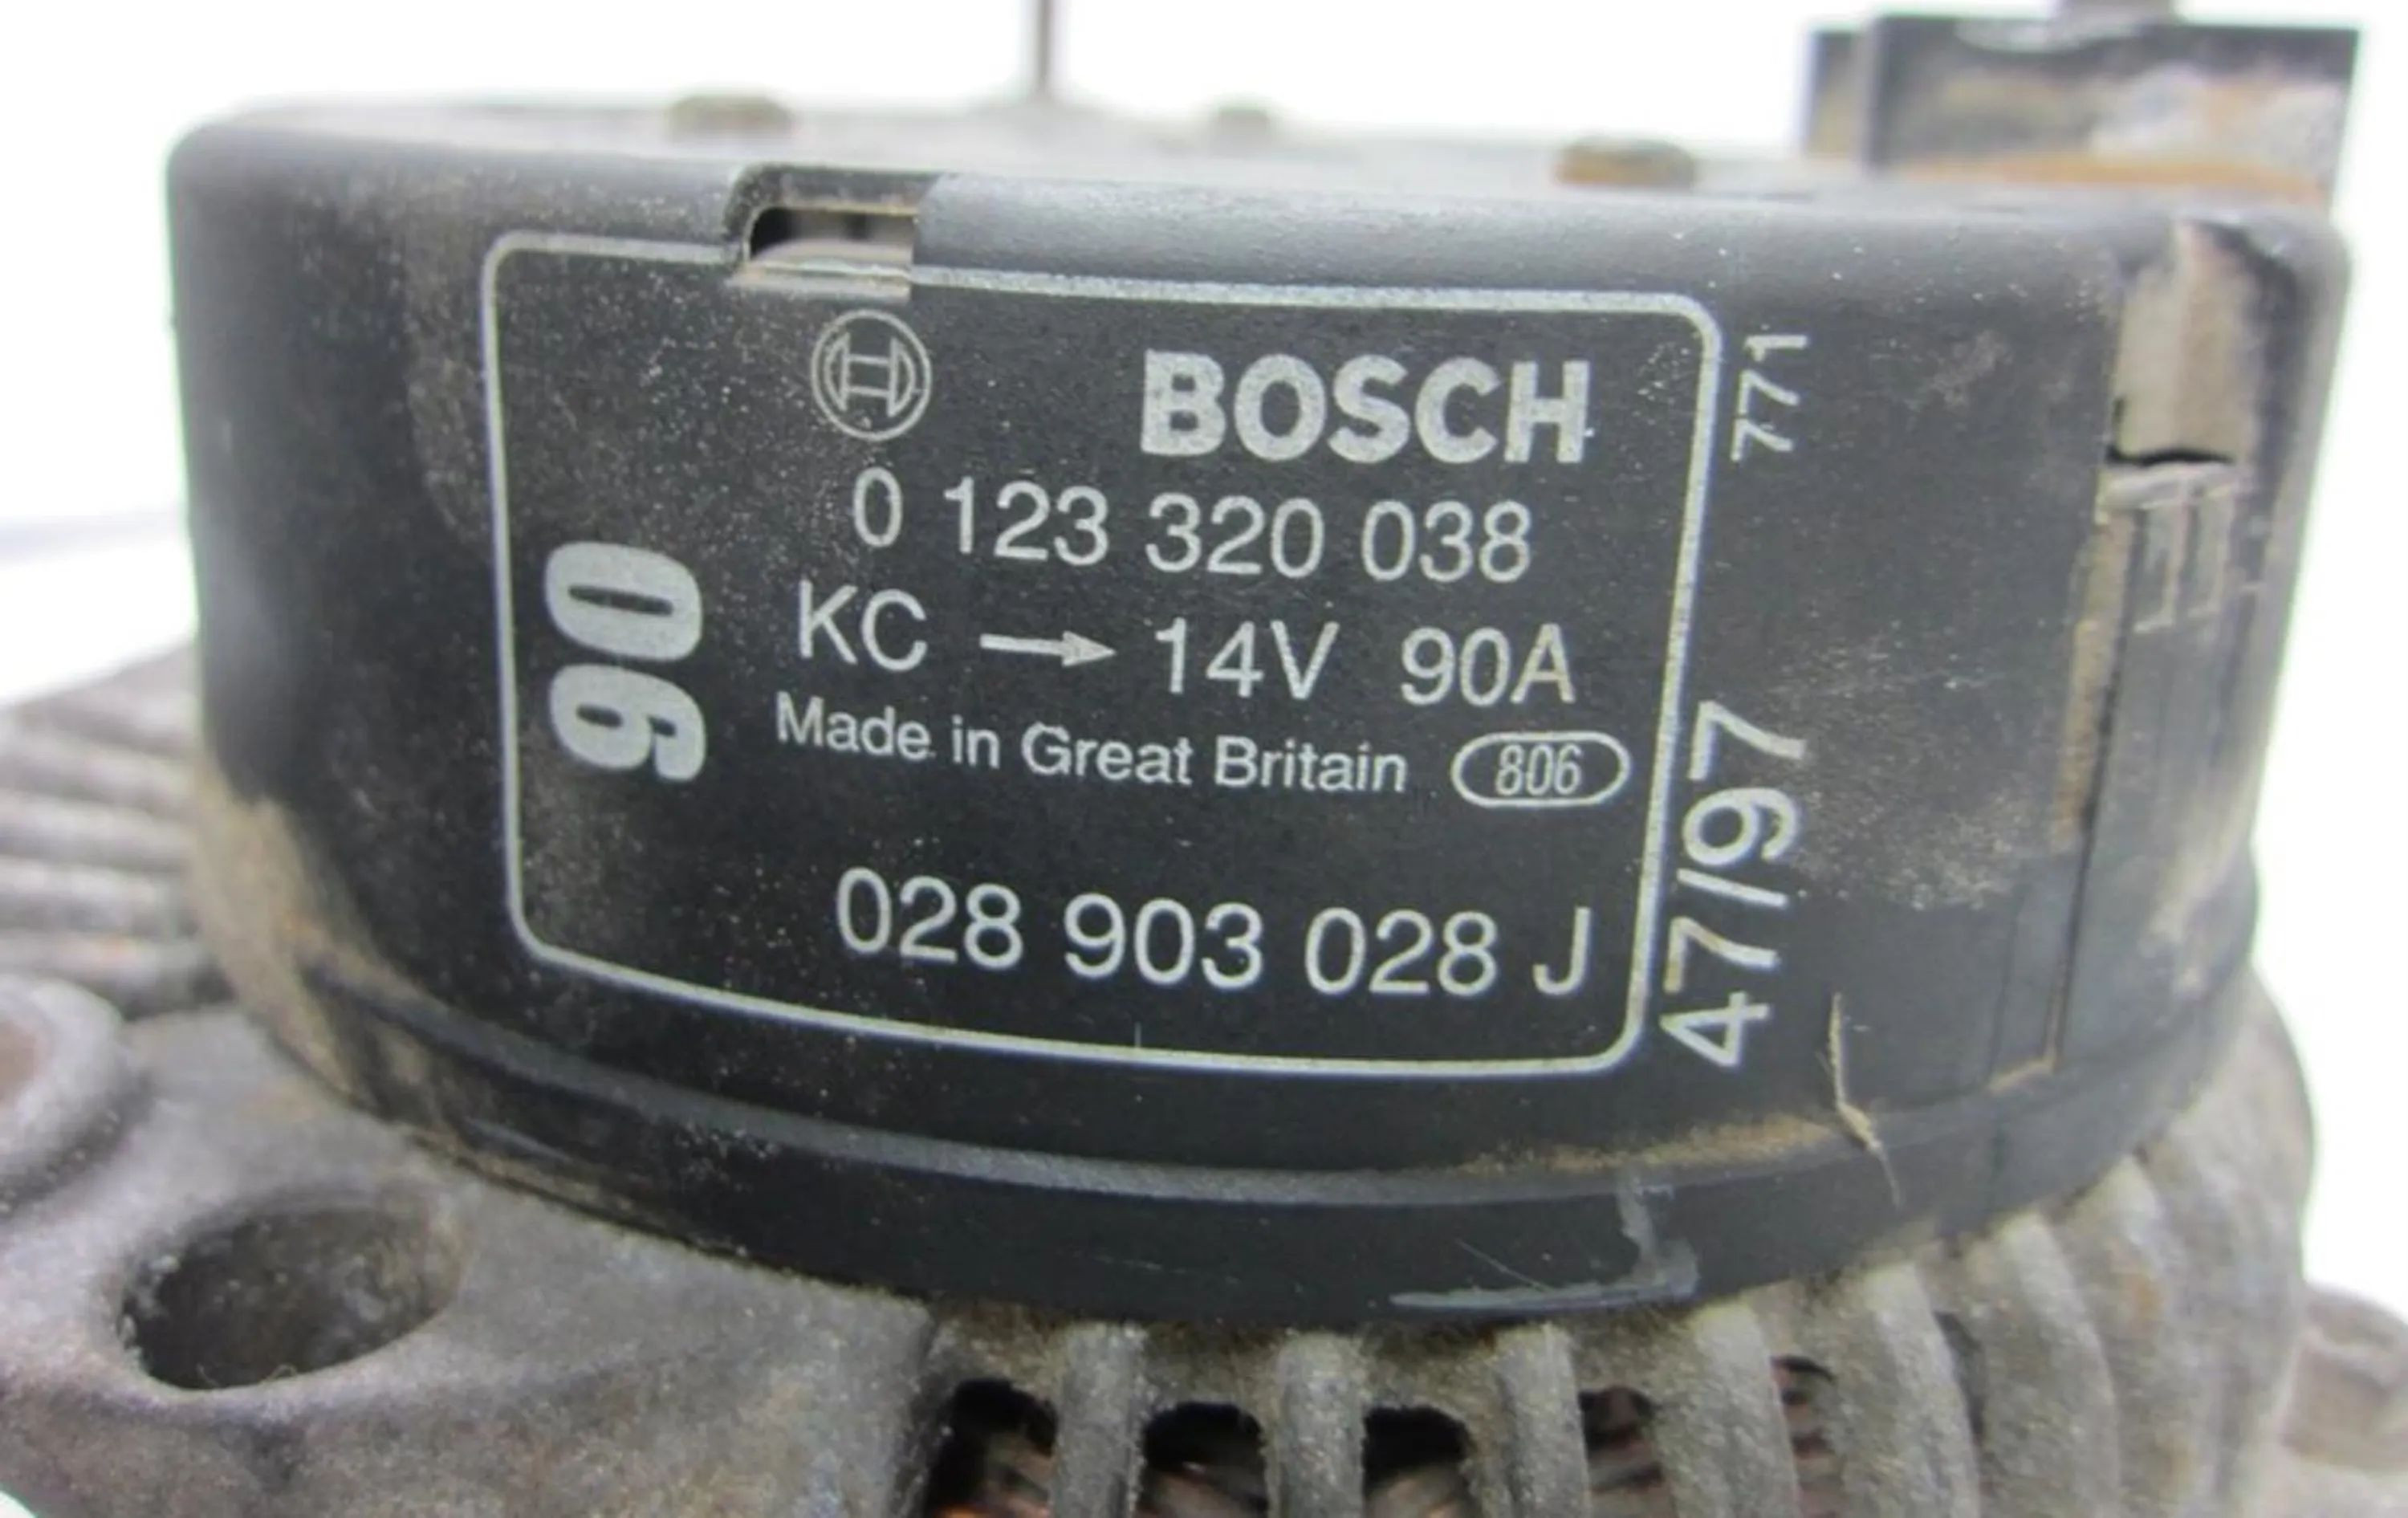 BOSCH
0 123 320 038
KC → 14V 90A
Made in Great Britain 806
028 903 028 J
90
771
47/97